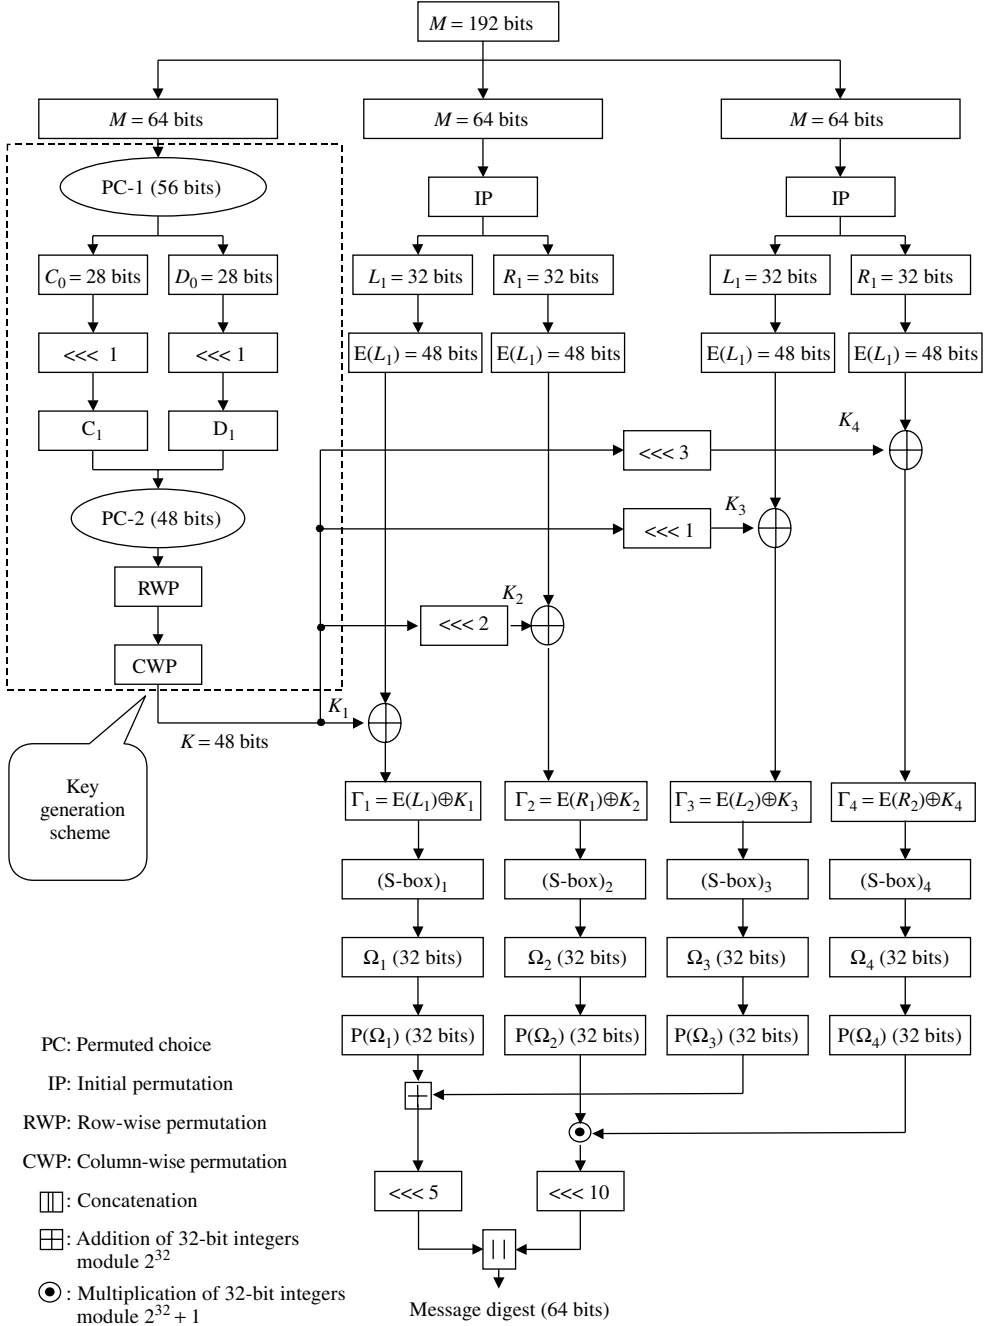 M = 192 bits
M = 64 bits
M = 64 bits
M = 64 bits
PC-1 (56 bits)
IP
IP
C₀ = 28 bits
D₀ = 28 bits
L₁ = 32 bits
R₁ = 32 bits
L₁ = 32 bits
R₁ = 32 bits
<<< 1
<<< 1
E(L₁) = 48 bits
E(L₁) = 48 bits
E(L₁) = 48 bits
E(L₁) = 48 bits
C₁
D₁
K₄
<<< 3
PC-2 (48 bits)
K₃
<<< 1
RWP
K₂
<<< 2
CWP
K₁
K = 48 bits
Key
generation
scheme
Γ₁ = E(L₁)⊕K₁
Γ₂ = E(R₁)⊕K₂
Γ₃ = E(L₂)⊕K₃
Γ₄ = E(R₂)⊕K₄
(S-box)₁
(S-box)₂
(S-box)₃
(S-box)₄
Ω₁ (32 bits)
Ω₂ (32 bits)
Ω₃ (32 bits)
Ω₄ (32 bits)
P(Ω₁) (32 bits)
P(Ω₂) (32 bits)
P(Ω₃) (32 bits)
P(Ω₄) (32 bits)
PC: Permuted choice
IP: Initial permutation
RWP: Row-wise permutation
CWP: Column-wise permutation
|| : Concatenation
⊞ : Addition of 32-bit integers
module 2³²
⊙ : Multiplication of 32-bit integers
module 2³² + 1
<<< 5
<<< 10
||
Message digest (64 bits)